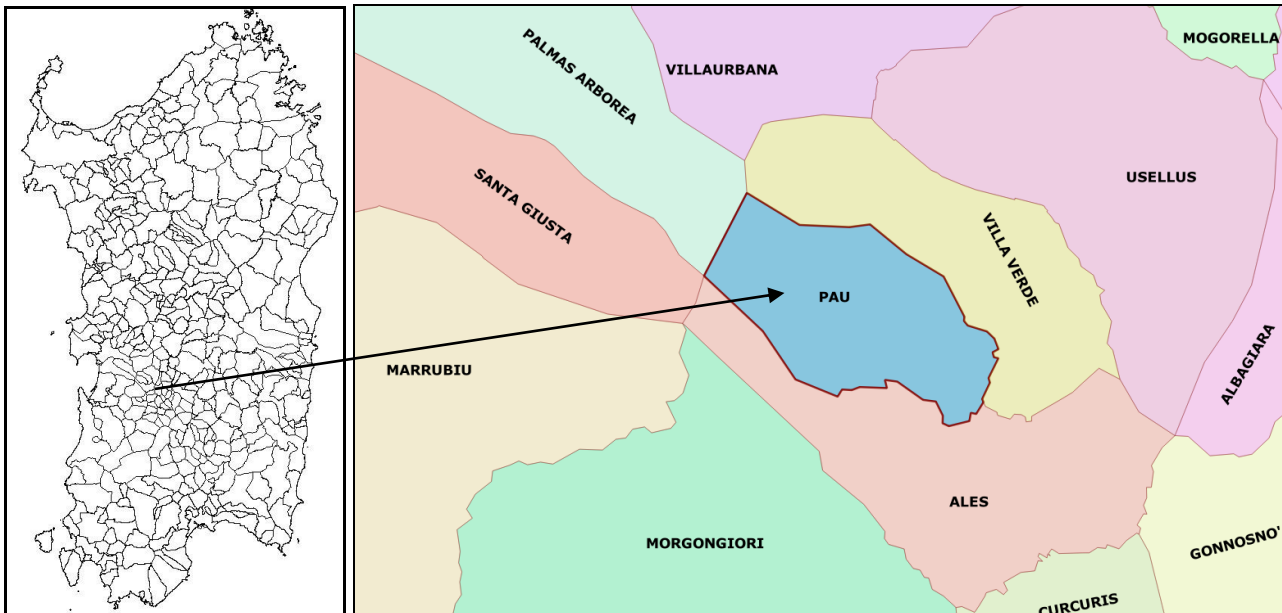 PALMAS ARBOREA
VILLAURBANA
MOGORELLA
SANTA GIUSTA
USELLUS
VILLA VERDE
PAU
MARRUBIU
ALBAGIARA
ALES
MORGONGIORI
GONNOSNO'
CURCURIS